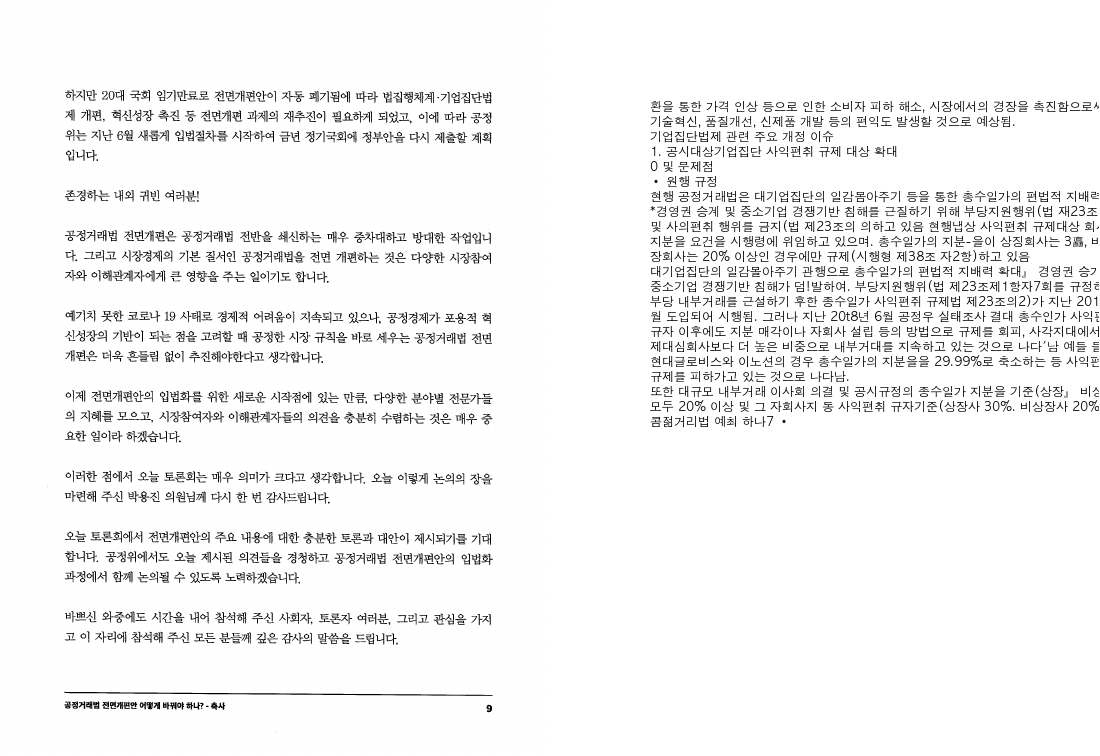 하지만 20대 국회 임기만료로 전면개편안이 자동 폐기됨에 따라 법집행체계·기업집단법
제 개편, 혁신성장 촉진 등 전면개편 과제의 재추진이 필요하게 되었고, 이에 따라 공정
위는 지난 6월 새롭게 입법절차를 시작하여 금년 정기국회에 정부안을 다시 제출할 계획
입니다.
존경하는 내외 귀빈 여러분!
공정거래법 전면개편은 공정거래법 전반을 쇄신하는 매우 중차대하고 방대한 작업입니
다. 그리고 시장경제의 기본 질서인 공정거래법을 전면 개편하는 것은 다양한 시장참여
자와 이해관계자에게 큰 영향을 주는 일이기도 합니다.
예기치 못한 코로나 19 사태로 경제적 어려움이 지속되고 있으나, 공정경제가 포용적 혁
신성장의 기반이 되는 점을 고려할 때 공정한 시장 규칙을 바로 세우는 공정거래법 전면
개편은 더욱 흔들림 없이 추진해야한다고 생각합니다.
이제 전면개편안의 입법화를 위한 새로운 시작점에 있는 만큼, 다양한 분야별 전문가들
의 지혜를 모으고, 시장참여자와 이해관계자들의 의견을 충분히 수렴하는 것은 매우 중
요한 일이라 하겠습니다.
이러한 점에서 오늘 토론회는 매우 의미가 크다고 생각합니다. 오늘 이렇게 논의의 장을
마련해 주신 박용진 의원님께 다시 한 번 감사드립니다.
오늘 토론회에서 전면개편안의 주요 내용에 대한 충분한 토론과 대안이 제시되기를 기대
합니다. 공정위에서도 오늘 제시된 의견들을 경청하고 공정거래법 전면개편안의 입법화
과정에서 함께 논의될 수 있도록 노력하겠습니다.
바쁘신 와중에도 시간을 내어 참석해 주신 사회자, 토론자 여러분, 그리고 관심을 가지
고 이 자리에 참석해 주신 모든 분들께 깊은 감사의 말씀을 드립니다.
공정거래법 전면개편안 어떻게 바꿔야 하나? - 축사
9
환을 통한 가격 인상 등으로 인한 소비자 피하 해소, 시장에서의 경장을 촉진함으로써
기술혁신, 품질개선, 신제품 개발 등의 편익도 발생할 것으로 예상됨.
기업집단법제 관련 주요 개정 이슈
1. 공시대상기업집단 사익편취 규제 대상 확대
0 및 문제점
• 원행 규정
현행 공정거래법은 대기업집단의 일감몸아주기 등을 통한 총수일가의 편법적 지배력
*경영권 승계 및 중소기업 경쟁기반 침해를 근질하기 위해 부당지원행위(법 재23조
및 사의편취 행위를 금지(법 제23조의 의하고 있음 현행냅상 사익편취 규제대상 회사
지분을 요건을 시행령에 위임하고 있으며. 총수일가의 지분-을이 상징회사는 3
장회사는 20% 이상인 경우에만 규제(시행형 제38조 자2항)하고 있음
대기업집단의 일감몰아주기 관행으로 총수일가의 편법적 지배력 확대』 경영권 승기
중소기업 경쟁기반 침해가 덤!발하여. 부당지원행위(법 제23조제1항자7회를 규정하
부당 내부거래를 근설하기 후한 종수일가 사익편취 규제법 제23조의2)가 지난 201
월 도입되어 시행됨. 그러나 지난 20t8년 6월 공정우 실태조사 결대 총수인가 사익편
규자 이후에도 지분 매각이나 자회사 설립 등의 방법으로 규제를 회피, 사각지대에서
제대심회사보다 더 높은 비중으로 내부거대를 지속하고 있는 것으로 나다'남 예들 들
현대글로비스와 이노션의 경우 총수일가의 지분을을 29.99%로 축소하는 등 사익편
규제를 피하가고 있는 것으로 나다남.
또한 대규모 내부거래 이사회 의결 및 공시규정의 종수일가 지분을 기준(상장』 비상
모두 20% 이상 및 그 자회사지 동 사익편취 규자기준(상장사 30%. 비상장사 20%
콤젊거리법 예최 하나7 •